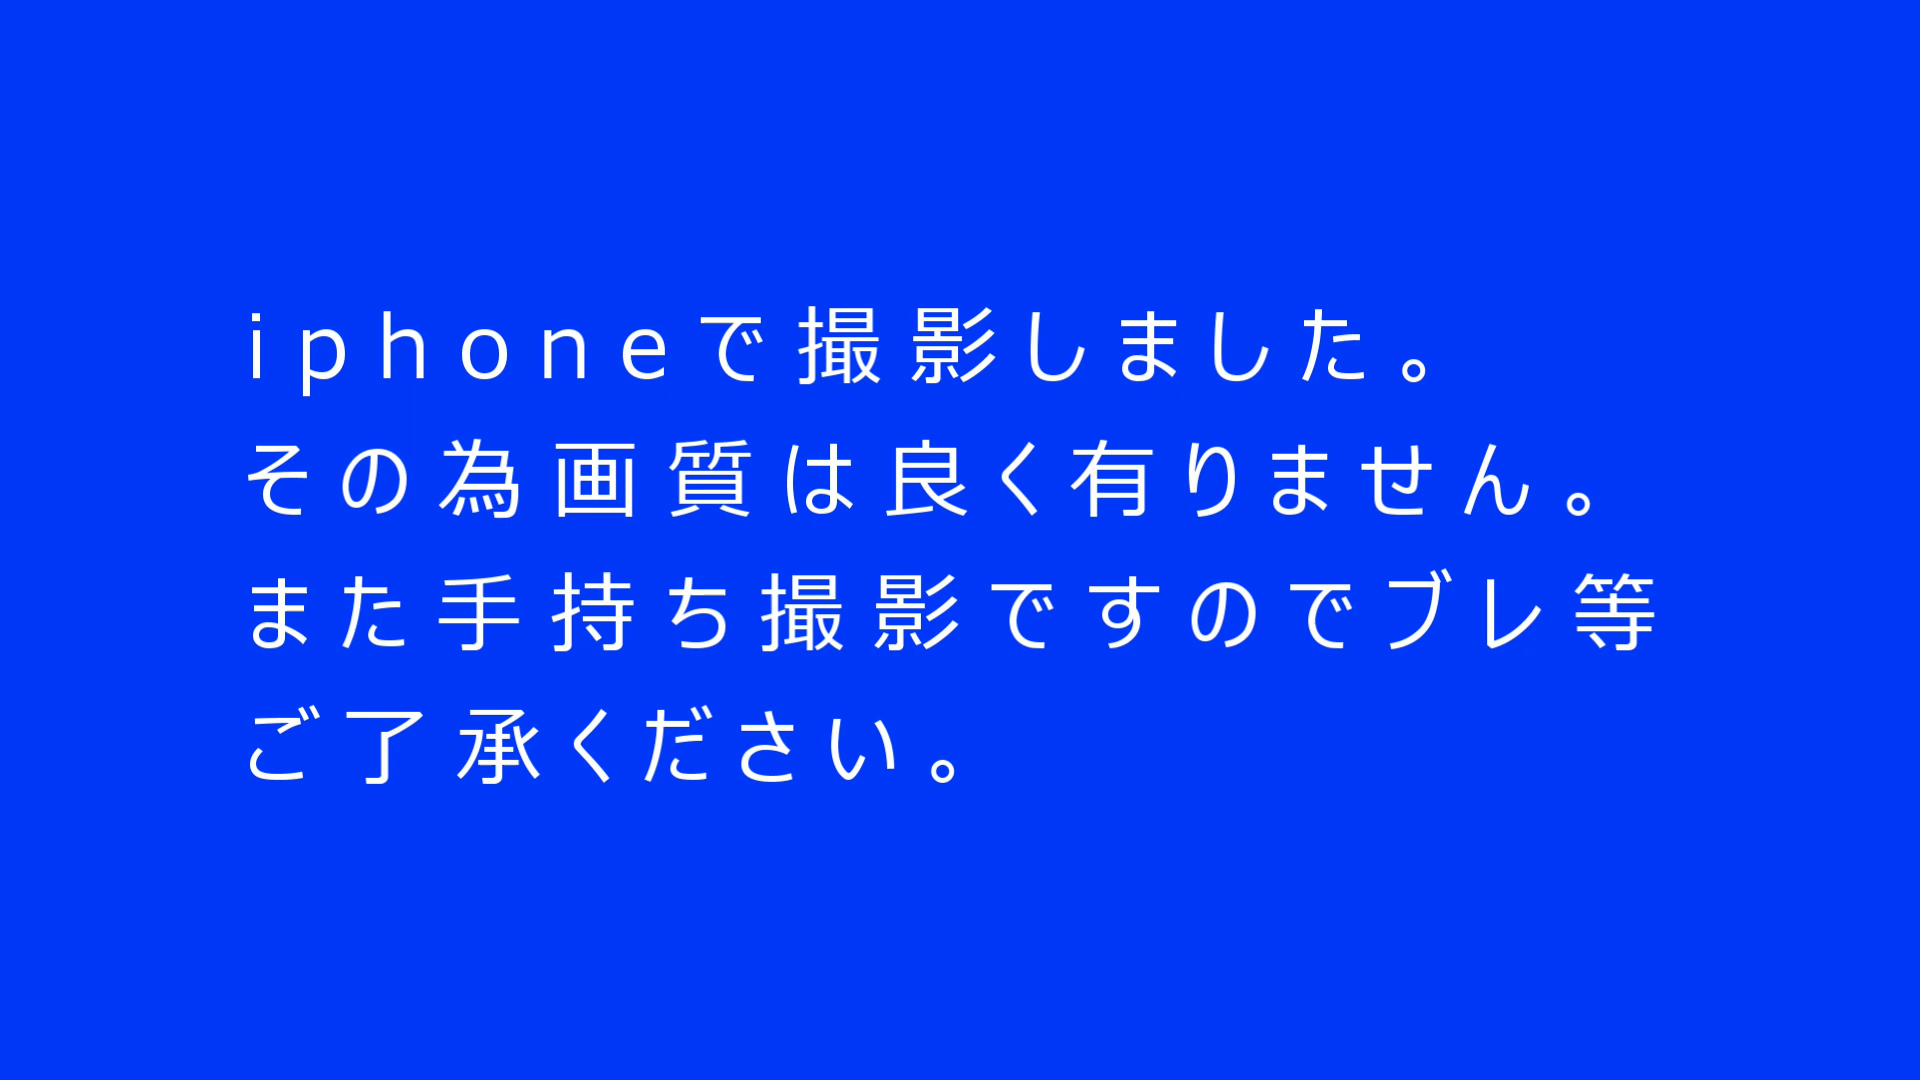 iphoneで撮影しました。
その為画質は良く有りません。
また手持ち撮影ですのでブレ等
ご了承ください。